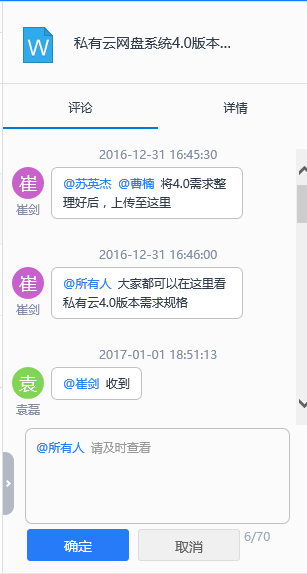 W
私有云网盘系统4.0版本...
评论
详情
2016-12-31 16:45:30
崔
崔剑
@苏英杰 @曹楠 将4.0需求整
理好后，上传至这里
2016-12-31 16:46:00
崔
崔剑
@所有人 大家都可以在这里看
私有云4.0版本需求规格
2017-01-01 18:51:13
袁
袁磊
@崔剑 收到
@所有人 请及时查看
确定
取消
6/70